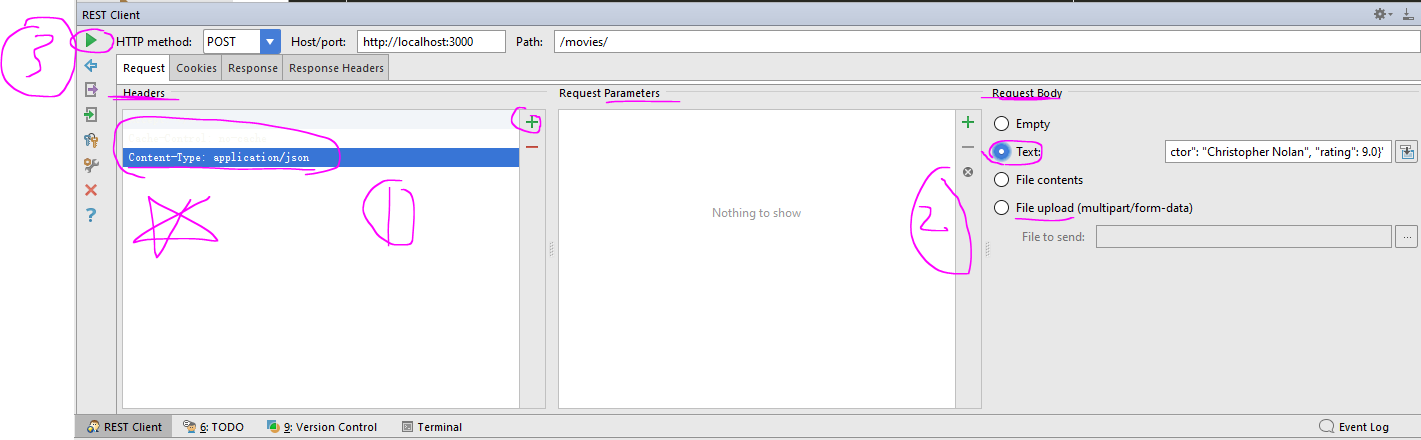 REST Client
3
HTTP method: POST Host/port: http://localhost:3000 Path: /movies/
Request Cookies Response Response Headers
Headers
Request Parameters
Request Body
Content-Type: application/json
Nothing to show
Empty
Text: ctor": "Christopher Nolan", "rating": 9.0}'
File contents
File upload (multipart/form-data)
File to send: ...
1
2.
REST Client 6: TODO 9: Version Control Terminal Event Log